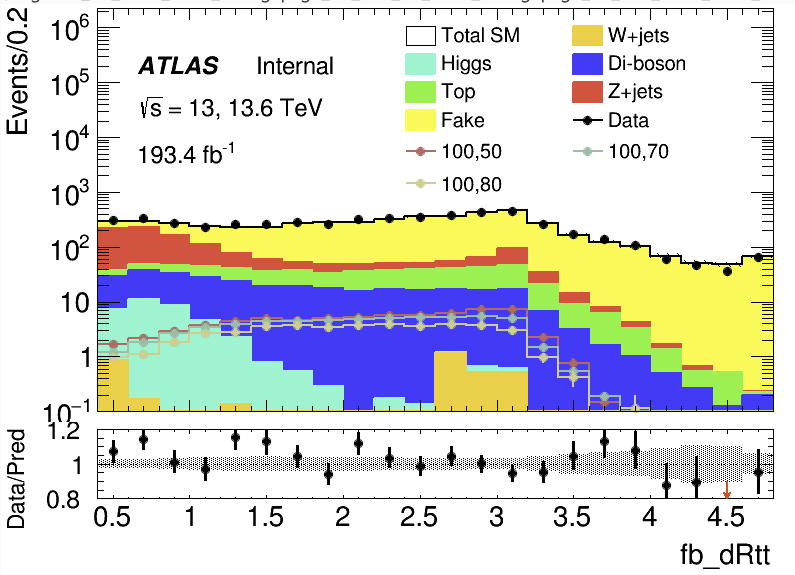 Events/0.2
10^6
10^5
10^4
10^3
10^2
10
1
10^-1
ATLAS Internal
√s = 13, 13.6 TeV
193.4 fb^-1
Total SM
W+jets
Higgs
Di-boson
Top
Z+jets
Fake
Data
100,50
100,70
100,80
Data/Pred
1.2
1
0.8
0.5 1 1.5 2 2.5 3 3.5 4 4.5
fb_dRtt